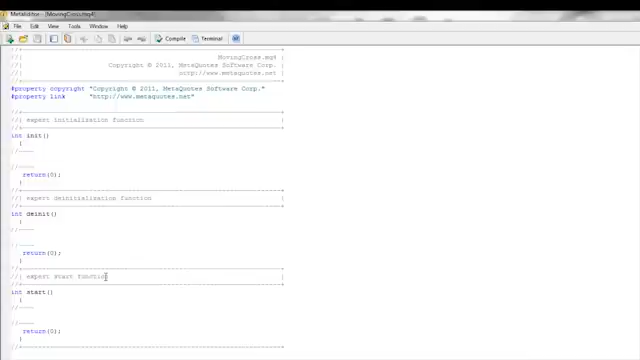 MetaEditor - [MovingCross.mq4]
File Edit View Tools Window Help
Compile Terminal
//+------------------------------------------------------------------+
//| MovingCross.mq4 |
//| Copyright © 2011, MetaQuotes Software Corp. |
//| http://www.metaquotes.net |
//+------------------------------------------------------------------+
#property copyright "Copyright © 2011, MetaQuotes Software Corp."
#property link "http://www.metaquotes.net"
//+------------------------------------------------------------------+
//| expert initialization function |
//+------------------------------------------------------------------+
int init()
{
//----
//----
return(0);
}
//+------------------------------------------------------------------+
//| expert deinitialization function |
//+------------------------------------------------------------------+
int deinit()
{
//----
//----
return(0);
}
//+------------------------------------------------------------------+
//| expert start function |
//+------------------------------------------------------------------+
int start()
{
//----
//----
return(0);
}
//+------------------------------------------------------------------+